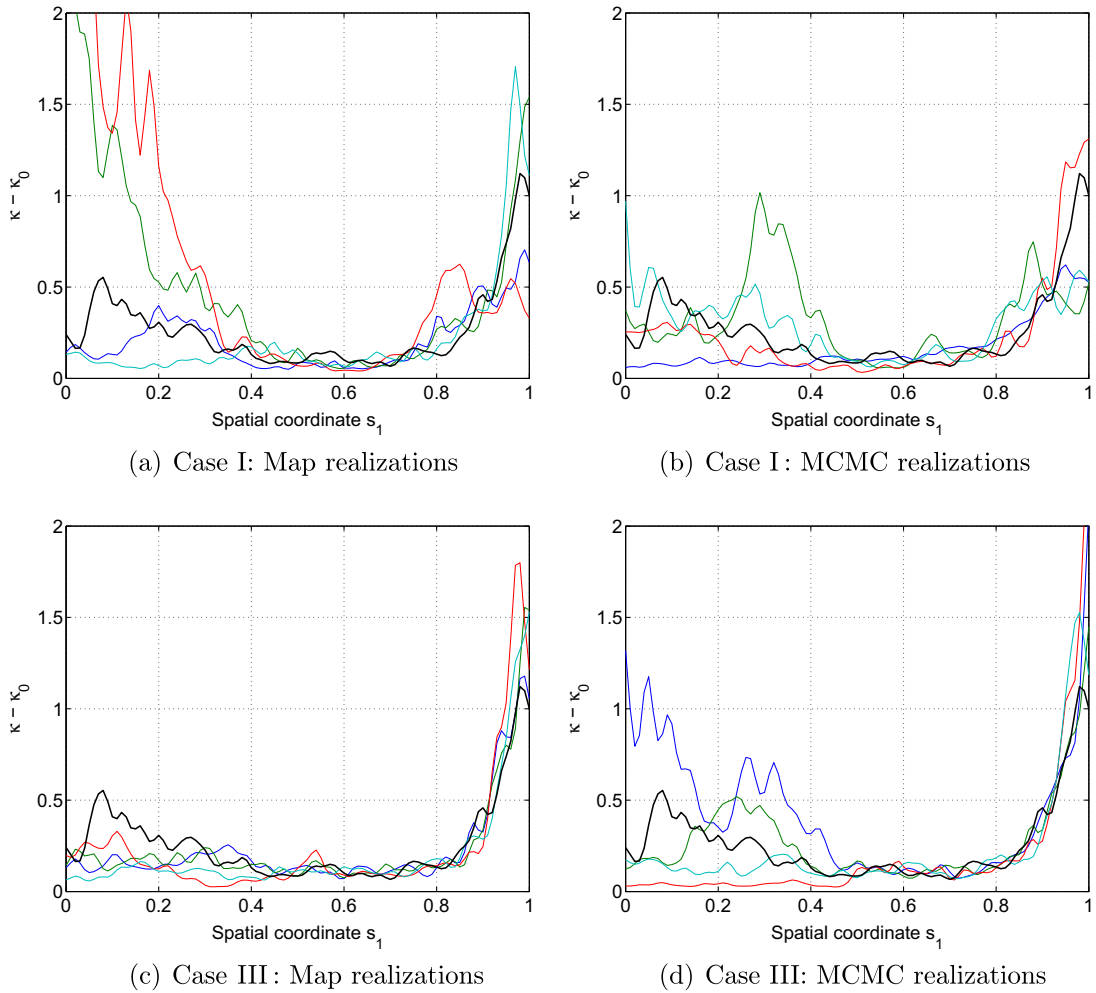 2
1.5
1
0.5
0
κ − κ0
0 0.2 0.4 0.6 0.8 1
Spatial coordinate s1
(a) Case I: Map realizations
2
1.5
1
0.5
0
κ − κ0
0 0.2 0.4 0.6 0.8 1
Spatial coordinate s1
(b) Case I: MCMC realizations
2
1.5
1
0.5
0
κ − κ0
0 0.2 0.4 0.6 0.8 1
Spatial coordinate s1
(c) Case III: Map realizations
2
1.5
1
0.5
0
κ − κ0
0 0.2 0.4 0.6 0.8 1
Spatial coordinate s1
(d) Case III: MCMC realizations